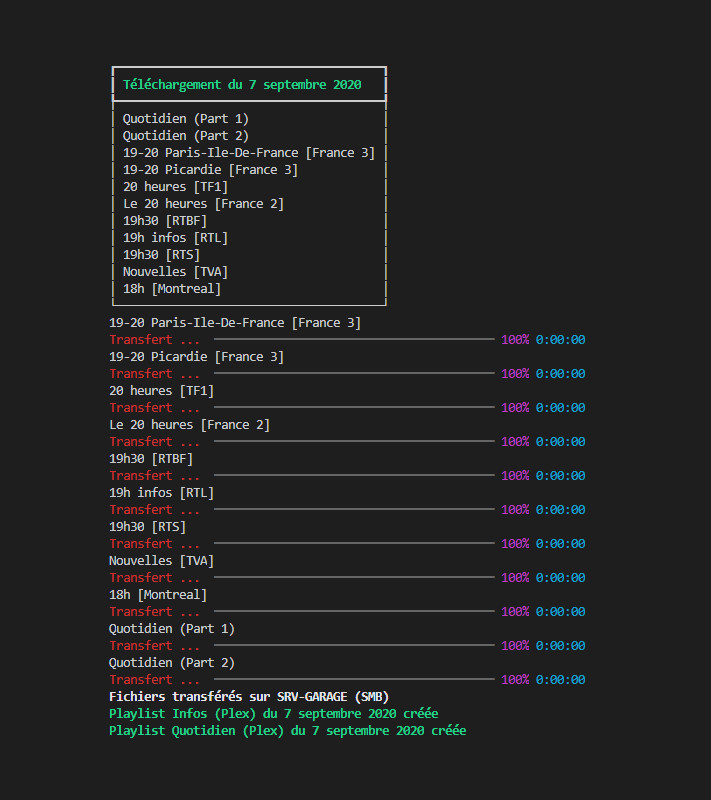 Téléchargement du 7 septembre 2020
Quotidien (Part 1)
Quotidien (Part 2)
19-20 Paris-Ile-De-France [France 3]
19-20 Picardie [France 3]
20 heures [TF1]
Le 20 heures [France 2]
19h30 [RTBF]
19h infos [RTL]
19h30 [RTS]
Nouvelles [TVA]
18h [Montreal]
19-20 Paris-Ile-De-France [France 3]
Transfert ... 100% 0:00:00
19-20 Picardie [France 3]
Transfert ... 100% 0:00:00
20 heures [TF1]
Transfert ... 100% 0:00:00
Le 20 heures [France 2]
Transfert ... 100% 0:00:00
19h30 [RTBF]
Transfert ... 100% 0:00:00
19h infos [RTL]
Transfert ... 100% 0:00:00
19h30 [RTS]
Transfert ... 100% 0:00:00
Nouvelles [TVA]
Transfert ... 100% 0:00:00
18h [Montreal]
Transfert ... 100% 0:00:00
Quotidien (Part 1)
Transfert ... 100% 0:00:00
Quotidien (Part 2)
Transfert ... 100% 0:00:00
Fichiers transférés sur SRV-GARAGE (SMB)
Playlist Infos (Plex) du 7 septembre 2020 créée
Playlist Quotidien (Plex) du 7 septembre 2020 créée